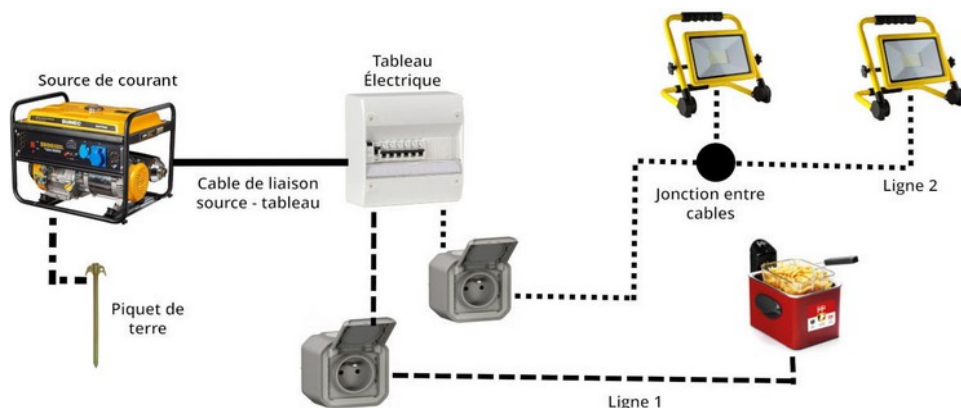 Source de courant
Tableau
Électrique
Cable de liaison
source - tableau
Piquet de
terre
Jonction entre
cables
Ligne 2
Ligne 1